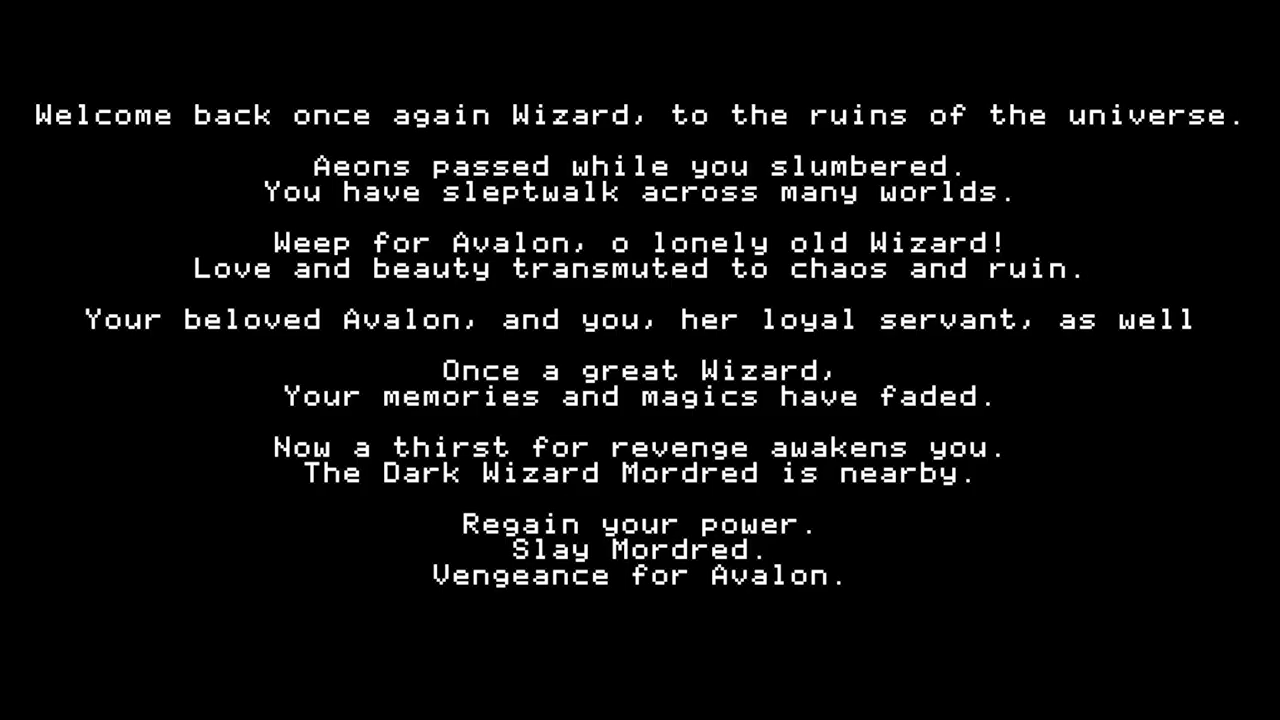 Welcome back once again Wizard, to the ruins of the universe.
Aeons passed while you slumbered.
You have sleptwalk across many worlds.
Weep for Avalon, o lonely old Wizard!
Love and beauty transmuted to chaos and ruin.
Your beloved Avalon, and you, her loyal servant, as well
Once a great Wizard,
Your memories and magics have faded.
Now a thirst for revenge awakens you.
The Dark Wizard Mordred is nearby.
Regain your power.
Slay Mordred.
Vengeance for Avalon.